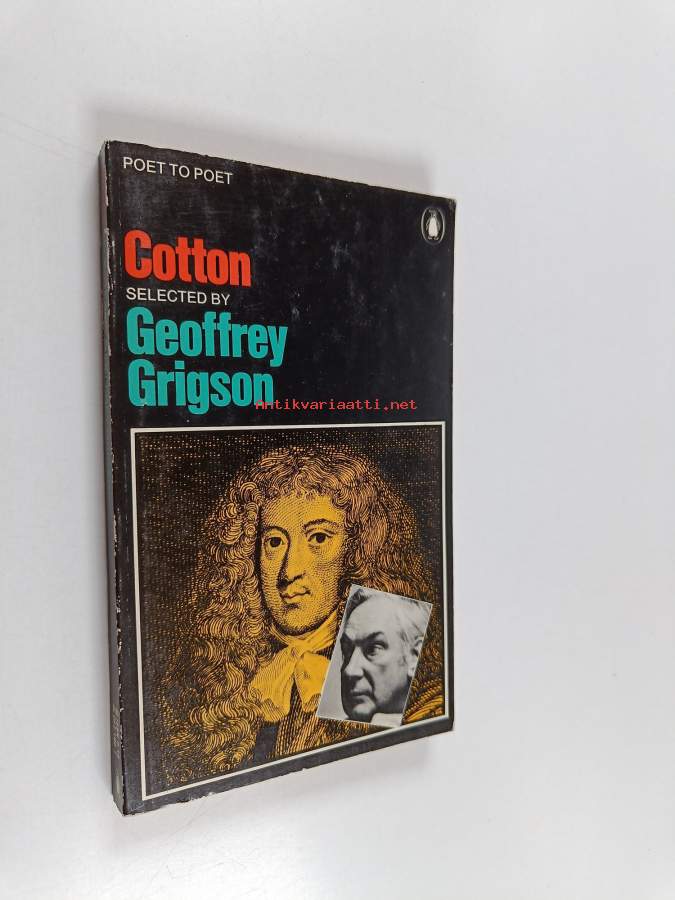 POET TO POET
Cotton
SELECTED BY
Geoffrey
Grigson
Antikvariaatti.net